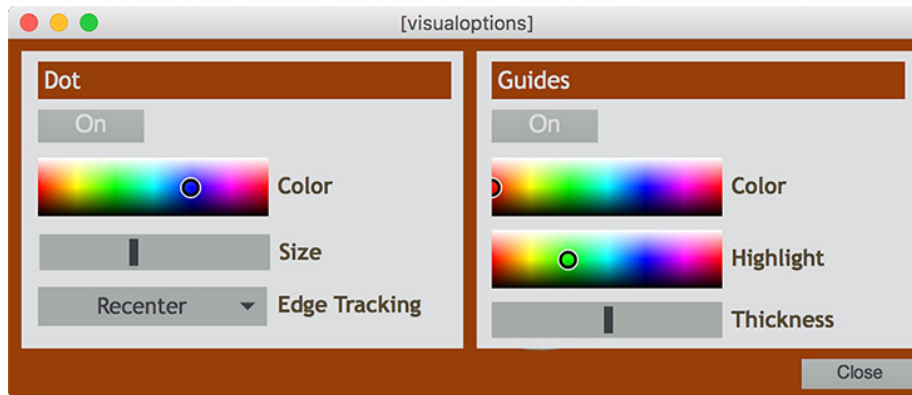 [visualoptions]
Dot
On
Color
Size
Recenter
Edge Tracking
Guides
On
Color
Highlight
Thickness
Close